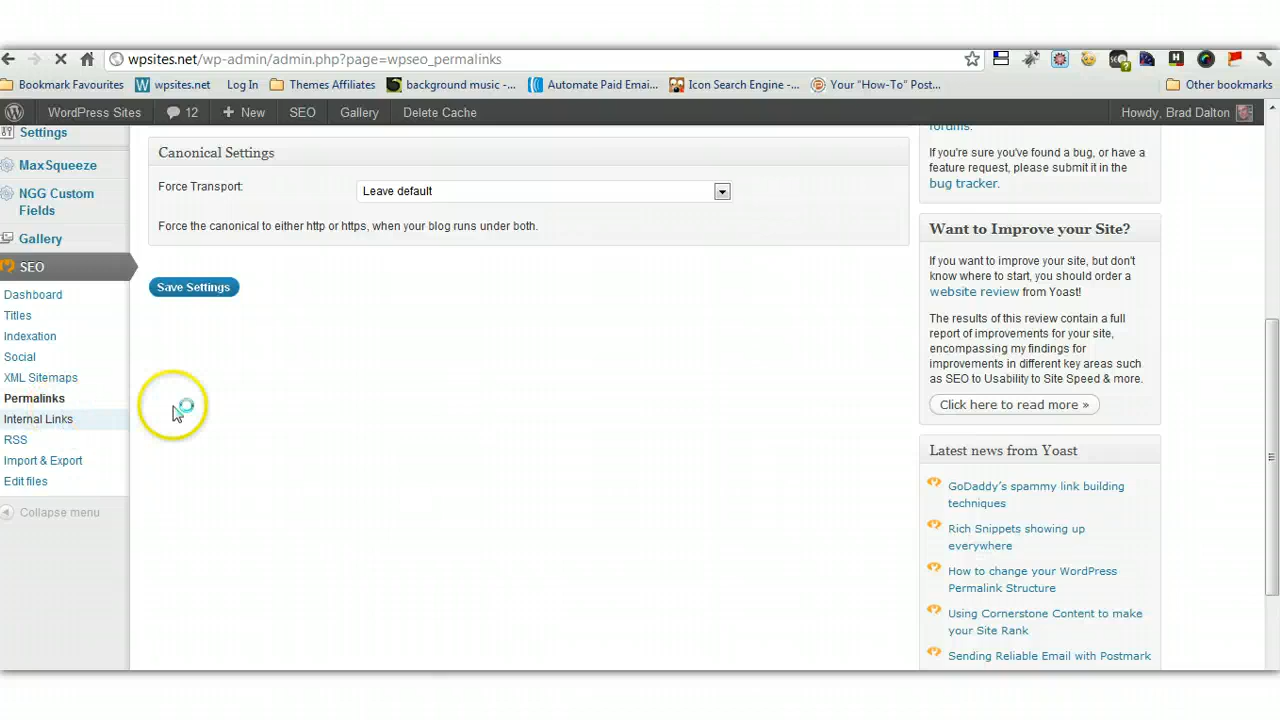 wpsites.net/wp-admin/admin.php?page=wpseo_permalinks
Bookmark Favourites
wpsites.net
Log In
Themes Affiliates
background music -...
Automate Paid Email...
Icon Search Engine -...
Your “How-To” Post...
Other bookmarks
WordPress Sites
12
+ New
SEO
Gallery
Delete Cache
Howdy, Brad Dalton
Settings
MaxSqueeze
NGG Custom
Fields
Gallery
SEO
Dashboard
Titles
Indexation
Social
XML Sitemaps
Permalinks
Internal Links
RSS
Import & Export
Edit files
Collapse menu
Canonical Settings
Force Transport:
Leave default
Force the canonical to either http or https, when your blog runs under both.
Save Settings
forums.
If you're sure you've found a bug, or have a
feature request, please submit it in the
bug tracker.
Want to Improve your Site?
If you want to improve your site, but don't
know where to start, you should order a
website review from Yoast!
The results of this review contain a full
report of improvements for your site,
encompassing my findings for
improvements in different key areas such
as SEO to Usability to Site Speed & more.
Click here to read more »
Latest news from Yoast
GoDaddy's spammy link building
techniques
Rich Snippets showing up
everywhere
How to change your WordPress
Permalink Structure
Using Cornerstone Content to make
your Site Rank
Sending Reliable Email with Postmark